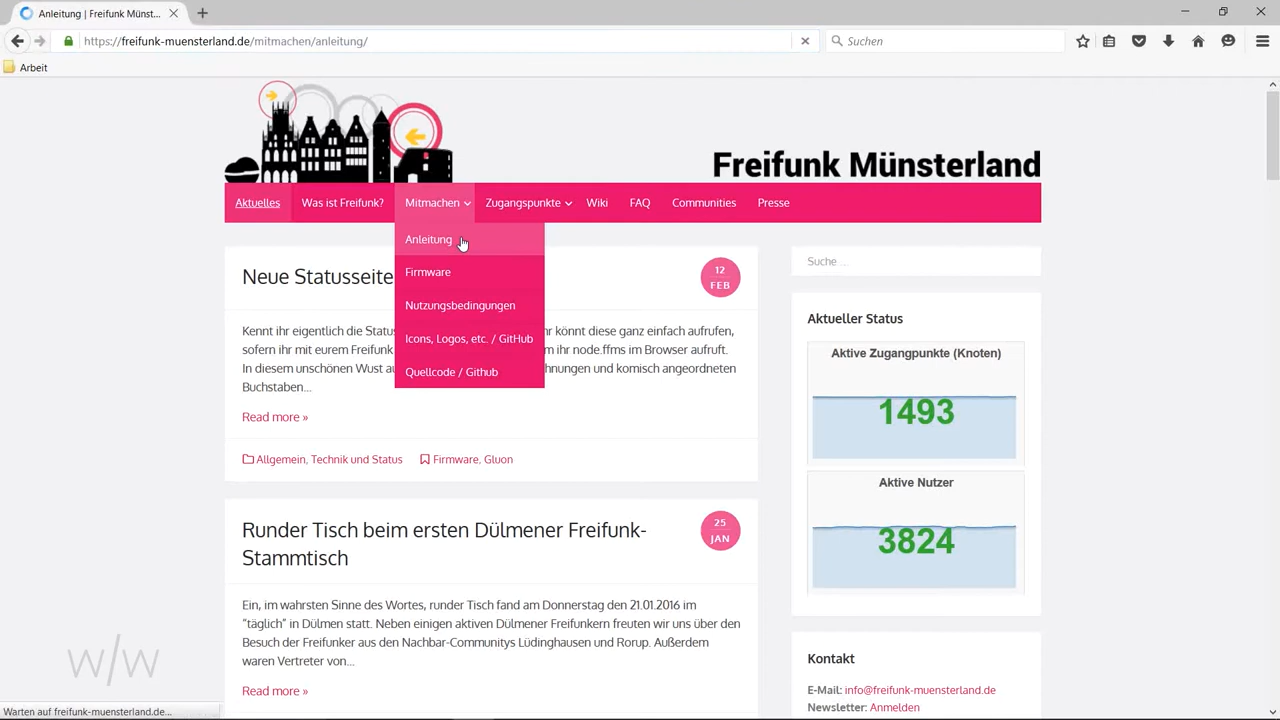 Anleitung | Freifunk Müns...
https://freifunk-muensterland.de/mitmachen/anleitung/
Suchen
Arbeit
Freifunk Münsterland
Aktuelles
Was ist Freifunk?
Mitmachen
Zugangspunkte
Wiki
FAQ
Communities
Presse
Anleitung
Firmware
Nutzungsbedingungen
Icons, Logos, etc. / GitHub
Quellcode / Github
Neue Statusseite
12
FEB
Kennt ihr eigentlich die Status hr könnt diese ganz einfach aufrufen,
sofern ihr mit eurem Freifunk m ihr node.ffms im Browser aufruft.
In diesem unschönen Wust au hnungen und komisch angeordneten
Buchstaben...
Read more »
Allgemein, Technik und Status
Firmware, Gluon
Runder Tisch beim ersten Dülmener Freifunk-
Stammtisch
25
JAN
Ein, im wahrsten Sinne des Wortes, runder Tisch fand am Donnerstag den 21.01.2016 im
"täglich" in Dülmen statt. Neben einigen aktiven Dülmener Freifunkern freuten wir uns über den
Besuch der Freifunker aus den Nachbar-Communitys Lüdinghausen und Rorup. Außerdem
waren Vertreter von...
Read more »
Suche ...
Aktueller Status
Aktive Zugangpunkte (Knoten)
1493
Aktive Nutzer
3824
Kontakt
E-Mail: info@freifunk-muensterland.de
Newsletter: Anmelden
w/w
Warten auf freifunk-muensterland.de...